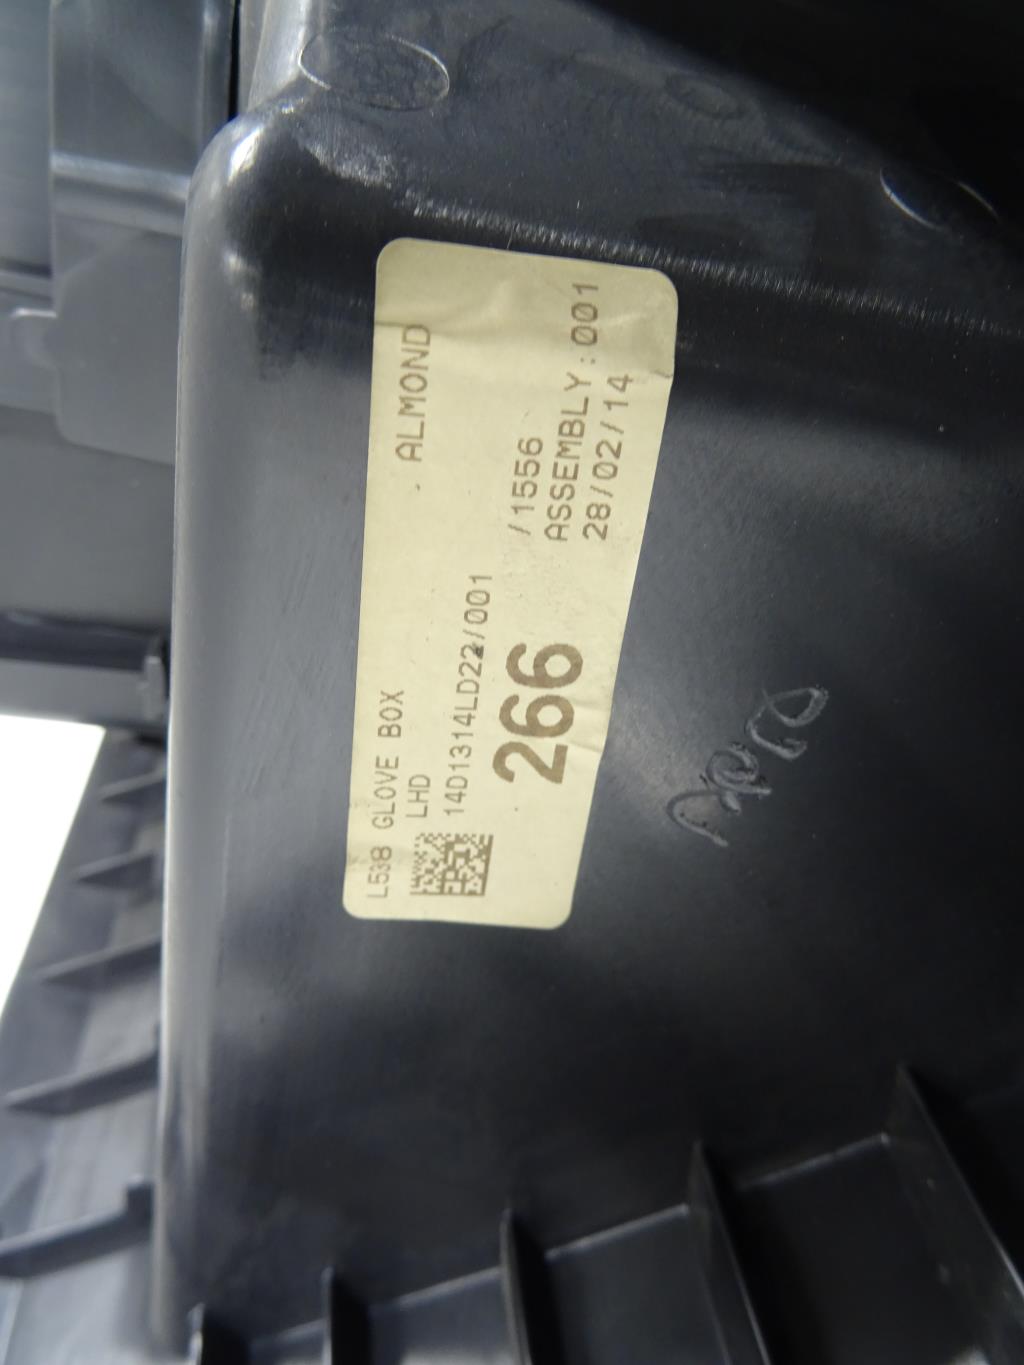 L538 GLOVE BOX
LHD ALMOND
14D1314LD22/001
266 /1556
ASSEMBLY:001
28/02/14